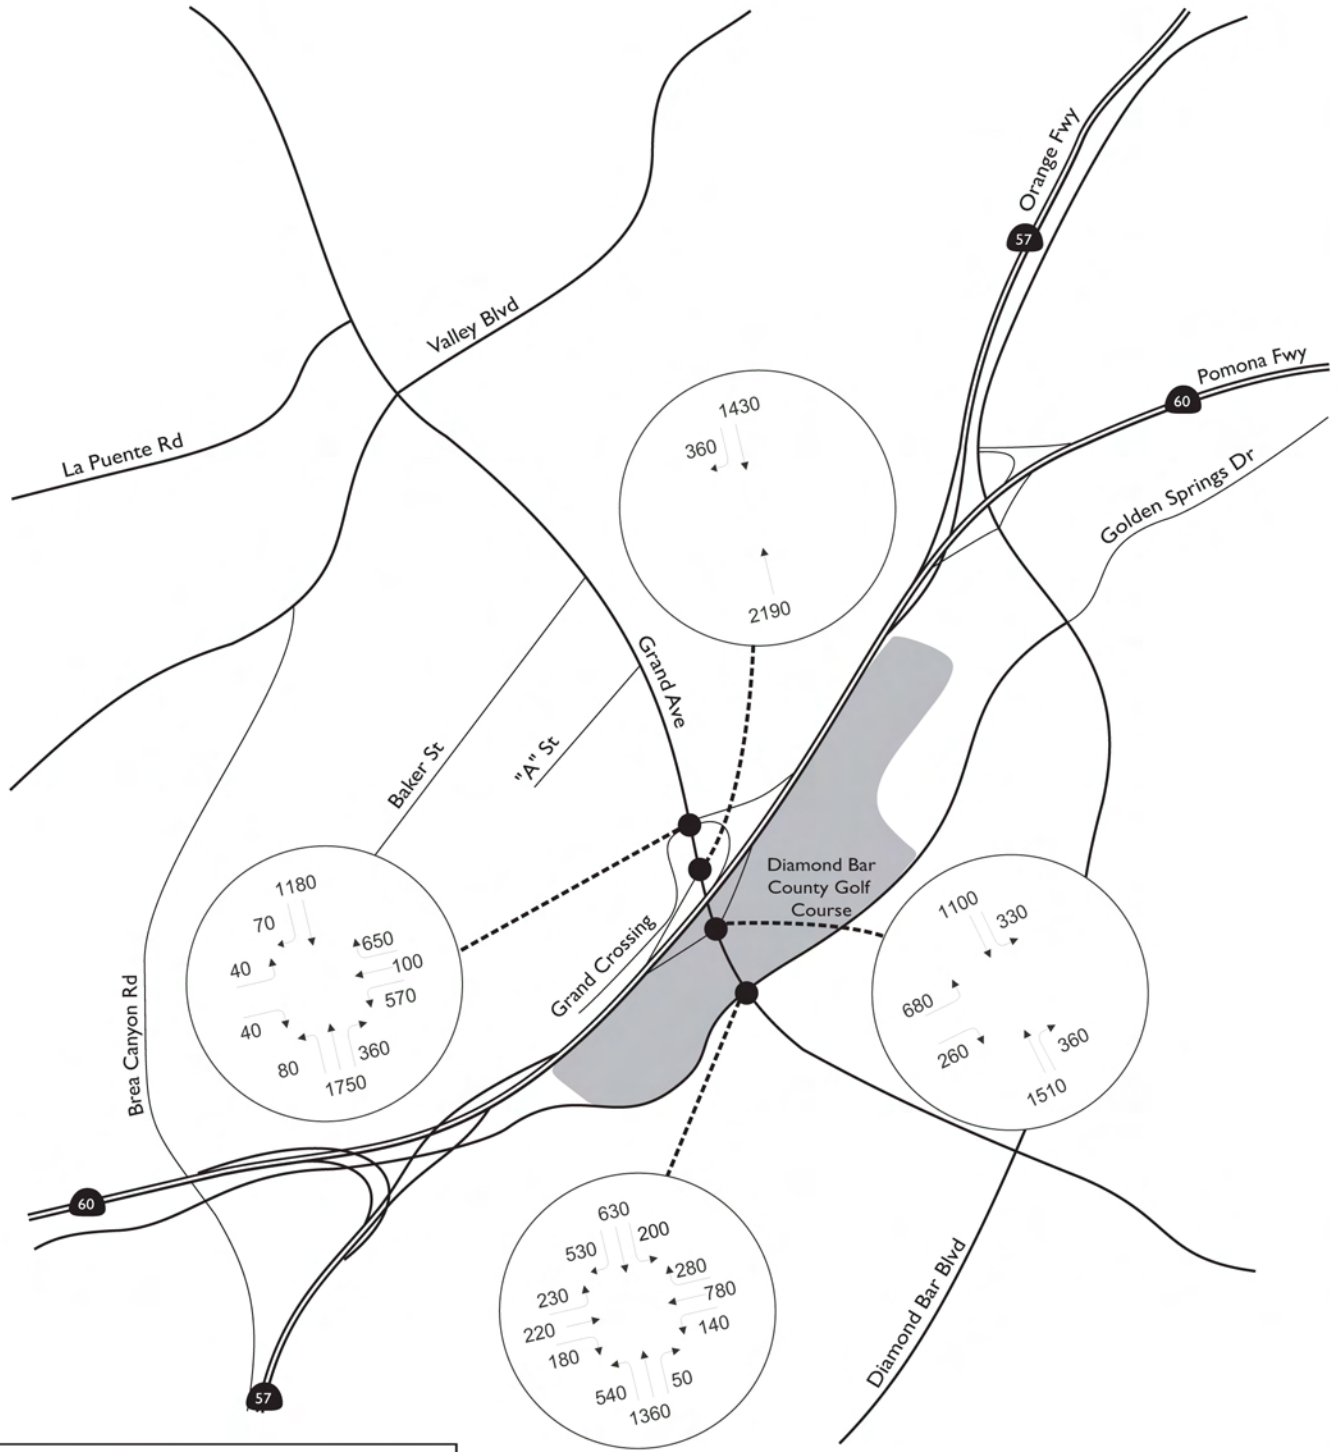 Orange Fwy
57
Valley Blvd
Pomona Fwy
60
La Puente Rd
Golden Springs Dr
1430
360
2190
Grand Ave
Baker St
"A" St
Diamond Bar
County Golf
Course
Grand Crossing
Brea Canyon Rd
1180
70
650
40
100
570
40
360
80
1750
1100
330
680
260
360
1510
60
630
200
530
280
230
780
220
140
180
50
540
1360
Diamond Bar Blvd
57